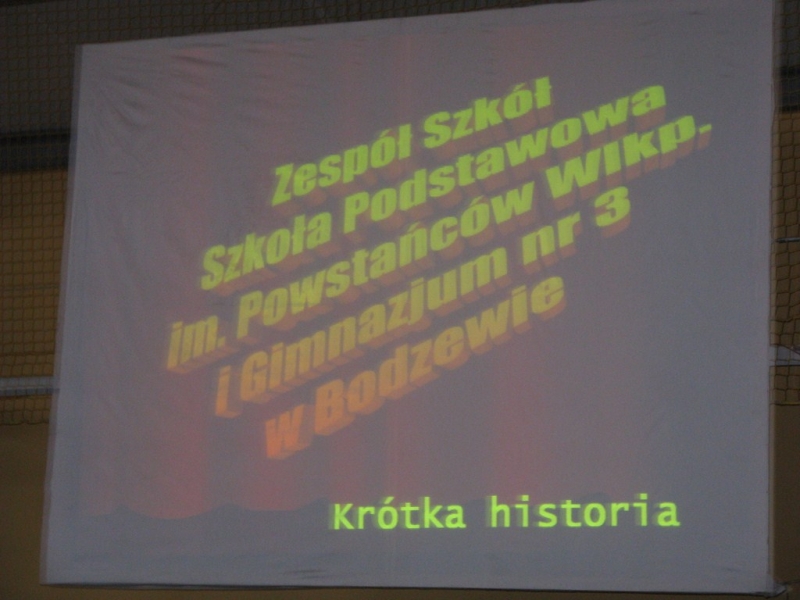 Zespół Szkół
Szkoła Podstawowa
im. Powstańców Wlkp.
i Gimnazjum nr 3
w Bodzewie
Krótka historia